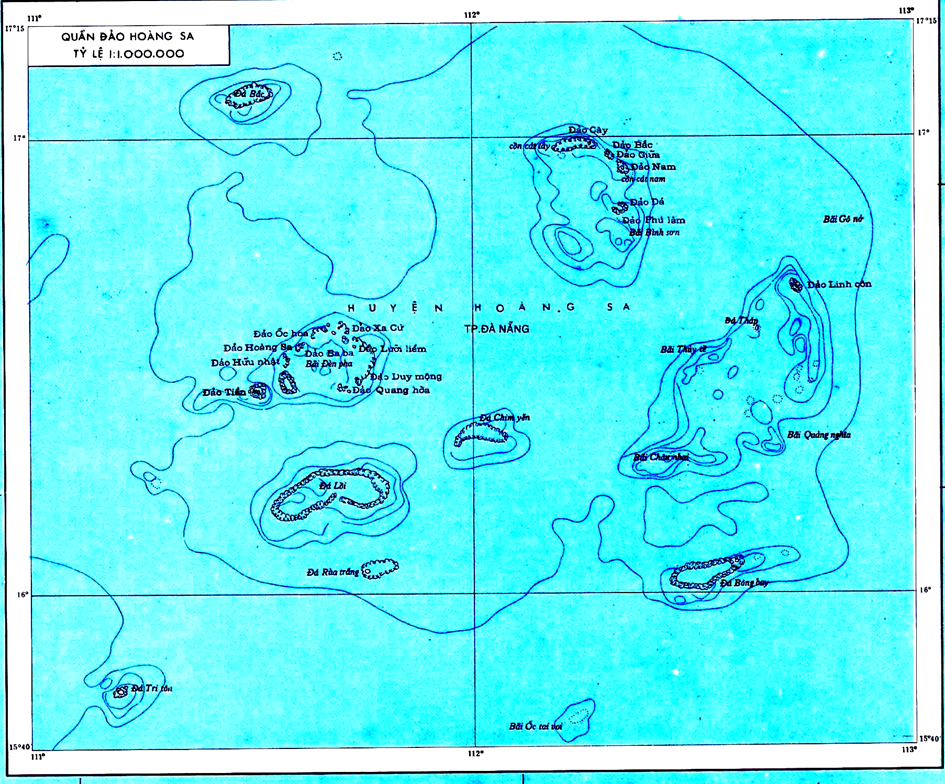 111°
112°
113°
17°15'
17°15'
QUẦN ĐẢO HOÀNG SA
TỶ LỆ 1:1.000.000
Đá Bắc
17°
17°
Đảo Cây
cồn cát tây
Đảo Bắc
Đảo Giữa
Đảo Nam
cồn cát nam
Đảo Đá
Đảo Phú lâm
Bãi Bình sơn
Bãi Gò nở
Đảo Linh côn
HUYỆN HOÀNG SA
TP.ĐÀ NẴNG
Đá Tháp
Bãi Thủy tề
Đảo Ốc hoa
Đảo Xa Cừ
Đảo Hoàng Sa
Đảo Ba ba
Đảo Lưỡi liềm
Đảo Hữu nhật
Bãi Đèn pha
Đảo Duy mộng
Đảo Tiền
Đảo Quang hòa
Đá Chim yến
Bãi Quảng nghĩa
Bãi Châu nhai
Đá Lồi
Đá Rùa trắng
Đá Bông bay
16°
16°
Đá Tri tôn
Bãi Ốc tai voi
15°40'
15°40'
111°
112°
113°